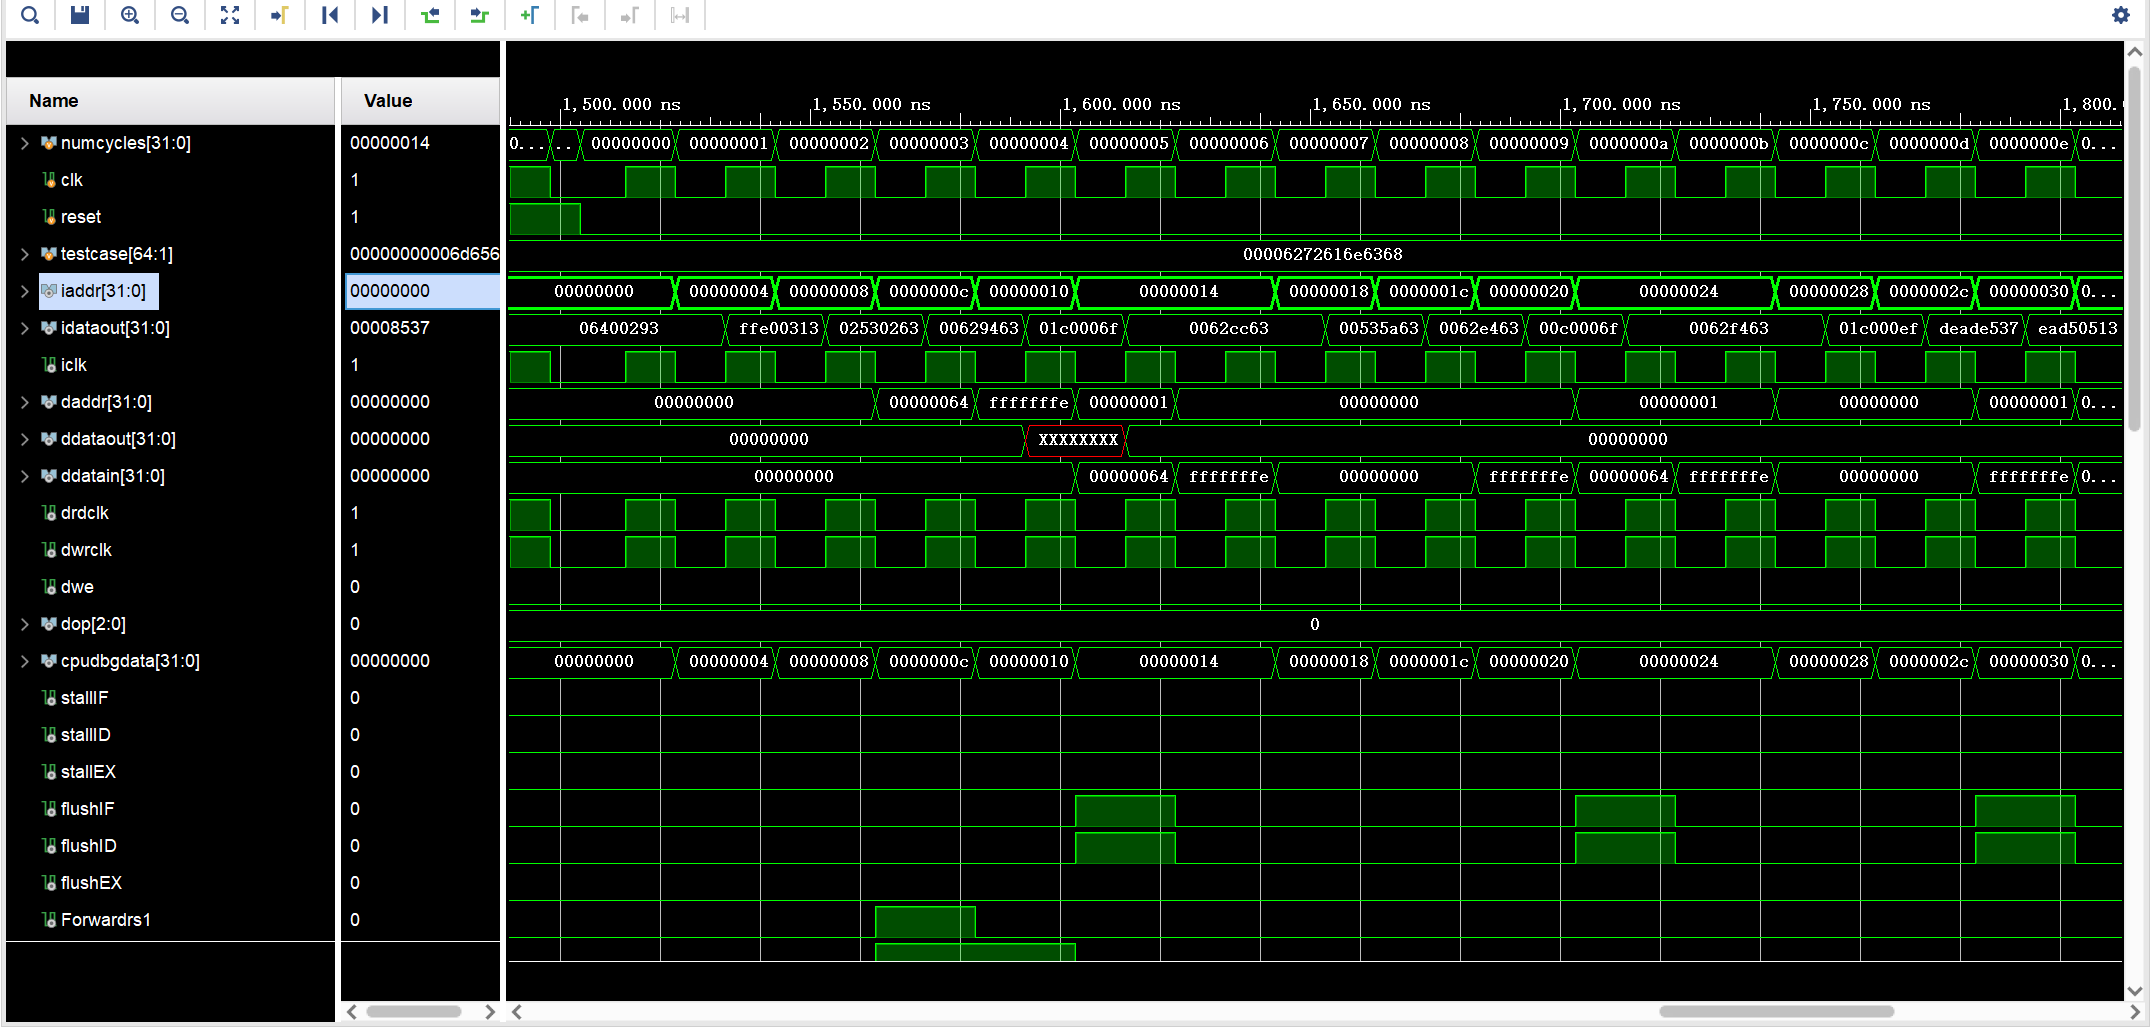 Name Value
1,500.000 ns 1,550.000 ns 1,600.000 ns 1,650.000 ns 1,700.000 ns 1,750.000 ns 1,800.
numcycles[31:0] 00000014 0... .. 00000000 00000001 00000002 00000003 00000004 00000005 00000006 00000007 00000008 00000009 0000000a 0000000b 0000000c 0000000d 0000000e 0...
clk 1
reset 1
testcase[64:1] 00000000006d656 00006272616e6368
iaddr[31:0] 00000000 00000000 00000004 00000008 0000000c 00000010 00000014 00000018 0000001c 00000020 00000024 00000028 0000002c 00000030 0...
idataout[31:0] 00008537 06400293 ffe00313 02530263 00629463 01c0006f 0062cc63 00535a63 0062e463 00c0006f 0062f463 01c000ef deade537 ead50513
iclk 1
daddr[31:0] 00000000 00000000 00000064 fffffffe 00000001 00000000 00000001 00000000 00000001 0...
ddataout[31:0] 00000000 00000000 XXXXXXXX 00000000
ddatain[31:0] 00000000 00000000 00000064 fffffffe 00000000 fffffffe 00000064 fffffffe 00000000 fffffffe 0...
drdclk 1
dwrclk 1
dwe 0
dop[2:0] 0 0
cpudbgdata[31:0] 00000000 00000000 00000004 00000008 0000000c 00000010 00000014 00000018 0000001c 00000020 00000024 00000028 0000002c 00000030 0...
stallIF 0
stallID 0
stallEX 0
flushIF 0
flushID 0
flushEX 0
Forwardrs1 0